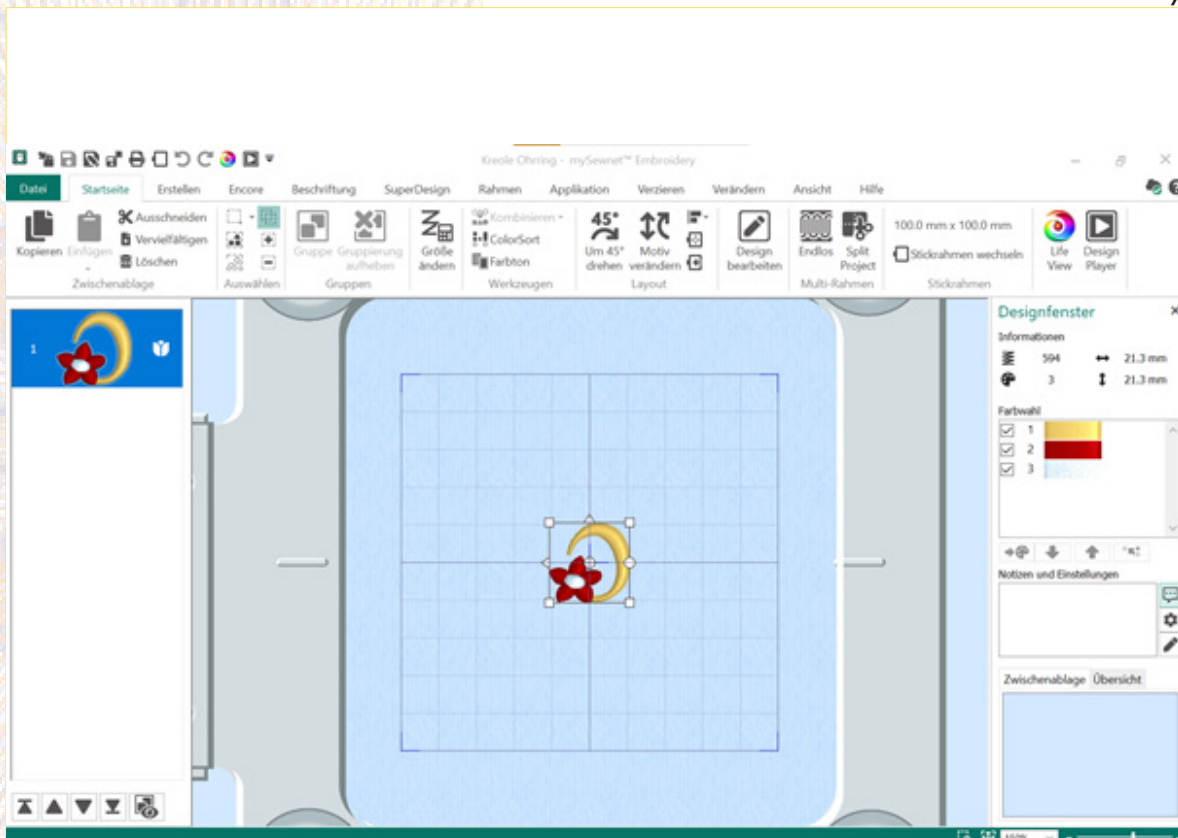 Kreole Ohrring - mySewnet™ Embroidery
Datei Startseite Erstellen Encore Beschriftung SuperDesign Rahmen Applikation Verzieren Verändern Ansicht Hilfe
Kopieren
Einfügen
Ausschneiden
Vervielfältigen
Löschen
Zwischenablage
Auswählen
Gruppe
Gruppierung
aufheben
Gruppen
Größe
ändern
Kombinieren
ColorSort
Farbton
Werkzeugen
45°
Um 45°
drehen
Motiv
verändern
Layout
Design
bearbeiten
Endlos
Split
Project
Multi-Rahmen
100.0 mm x 100.0 mm
Stickrahmen wechseln
Stickrahmen
Life
View
Design
Player
1
Designfenster
Informationen
594 21.3 mm
3 21.3 mm
Farbwahl
1
2
3
Notizen und Einstellungen
Zwischenablage Übersicht
150%